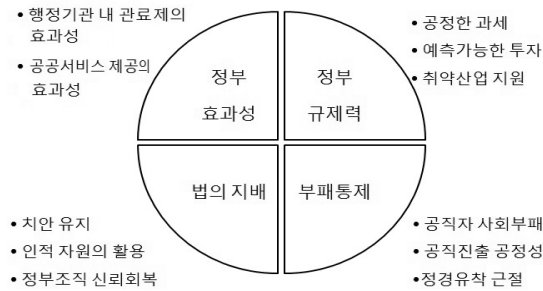 • 행정기관 내 관료제의
효과성
• 공공서비스 제공의
효과성
• 공정한 과세
• 예측가능한 투자
• 취약산업 지원
정부
효과성
정부
규제력
법의 지배
부패통제
• 치안 유지
• 인적 자원의 활용
• 정부조직 신뢰회복
• 공직자 사회부패
• 공직진출 공정성
•정경유착 근절